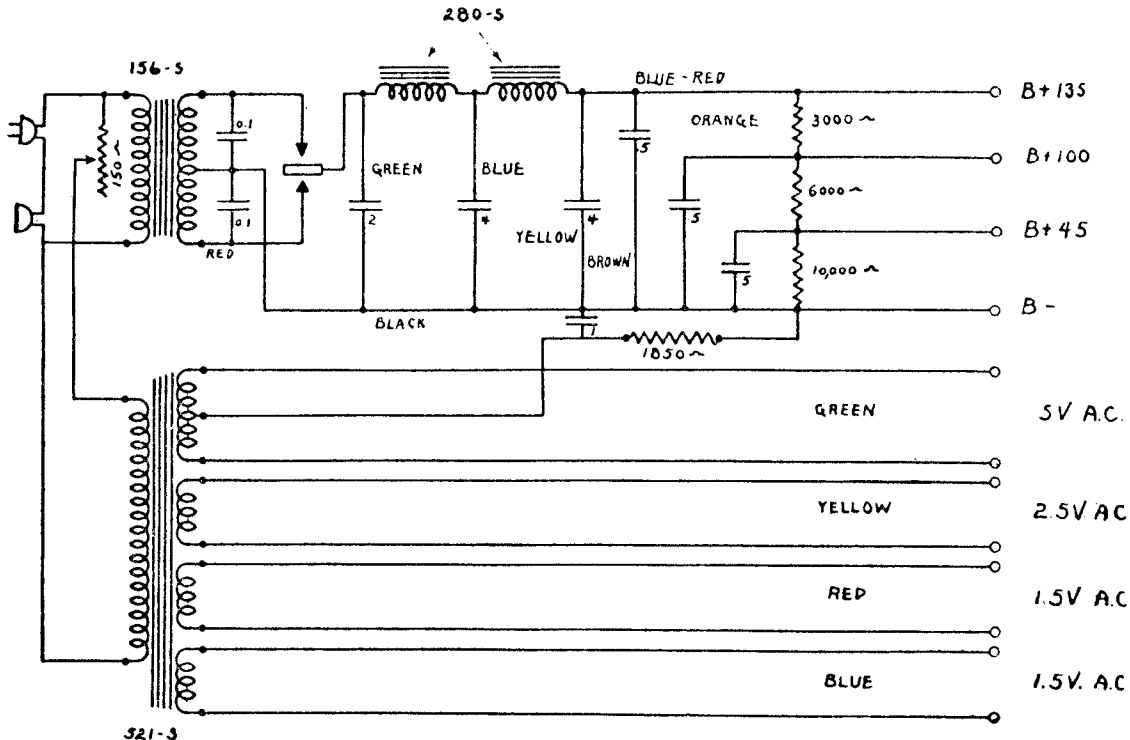 280-S
156-S
BLUE-RED
B+ 135
0.1
ORANGE
3000~
.5
B+100
150~
GREEN
BLUE
2
4
4
.5
6000~
0.1
YELLOW
B+ 45
RED
BROWN
.5
10,000~
B-
BLACK
1
1850~
GREEN
5V A.C.
YELLOW
2.5V AC
RED
1.5V A.C
BLUE
1.5V. A.C
321-S